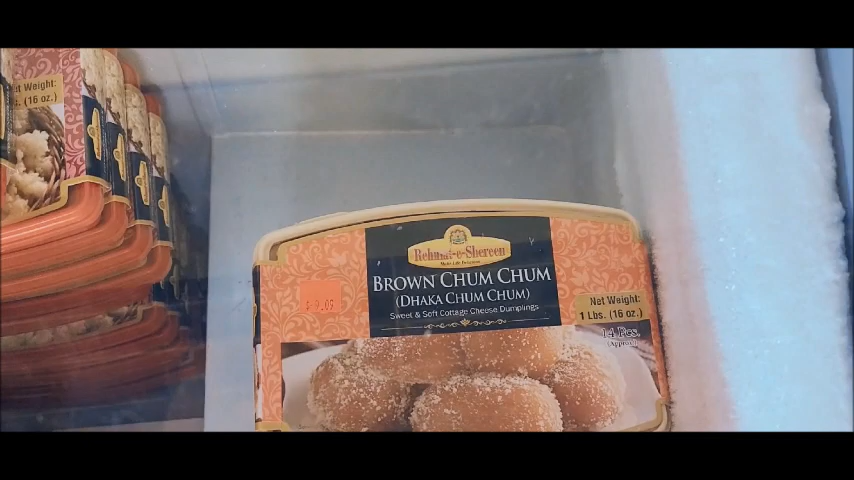 Weight:
(16 oz.)
Rehmat-e-Shereen
BROWN CHUM CHUM
(DHAKA CHUM CHUM)
Sweet & Soft Cottage Cheese Dumplings
Net Weight:
1 Lbs. (16 oz.)
14 Pcs.
(Approx)